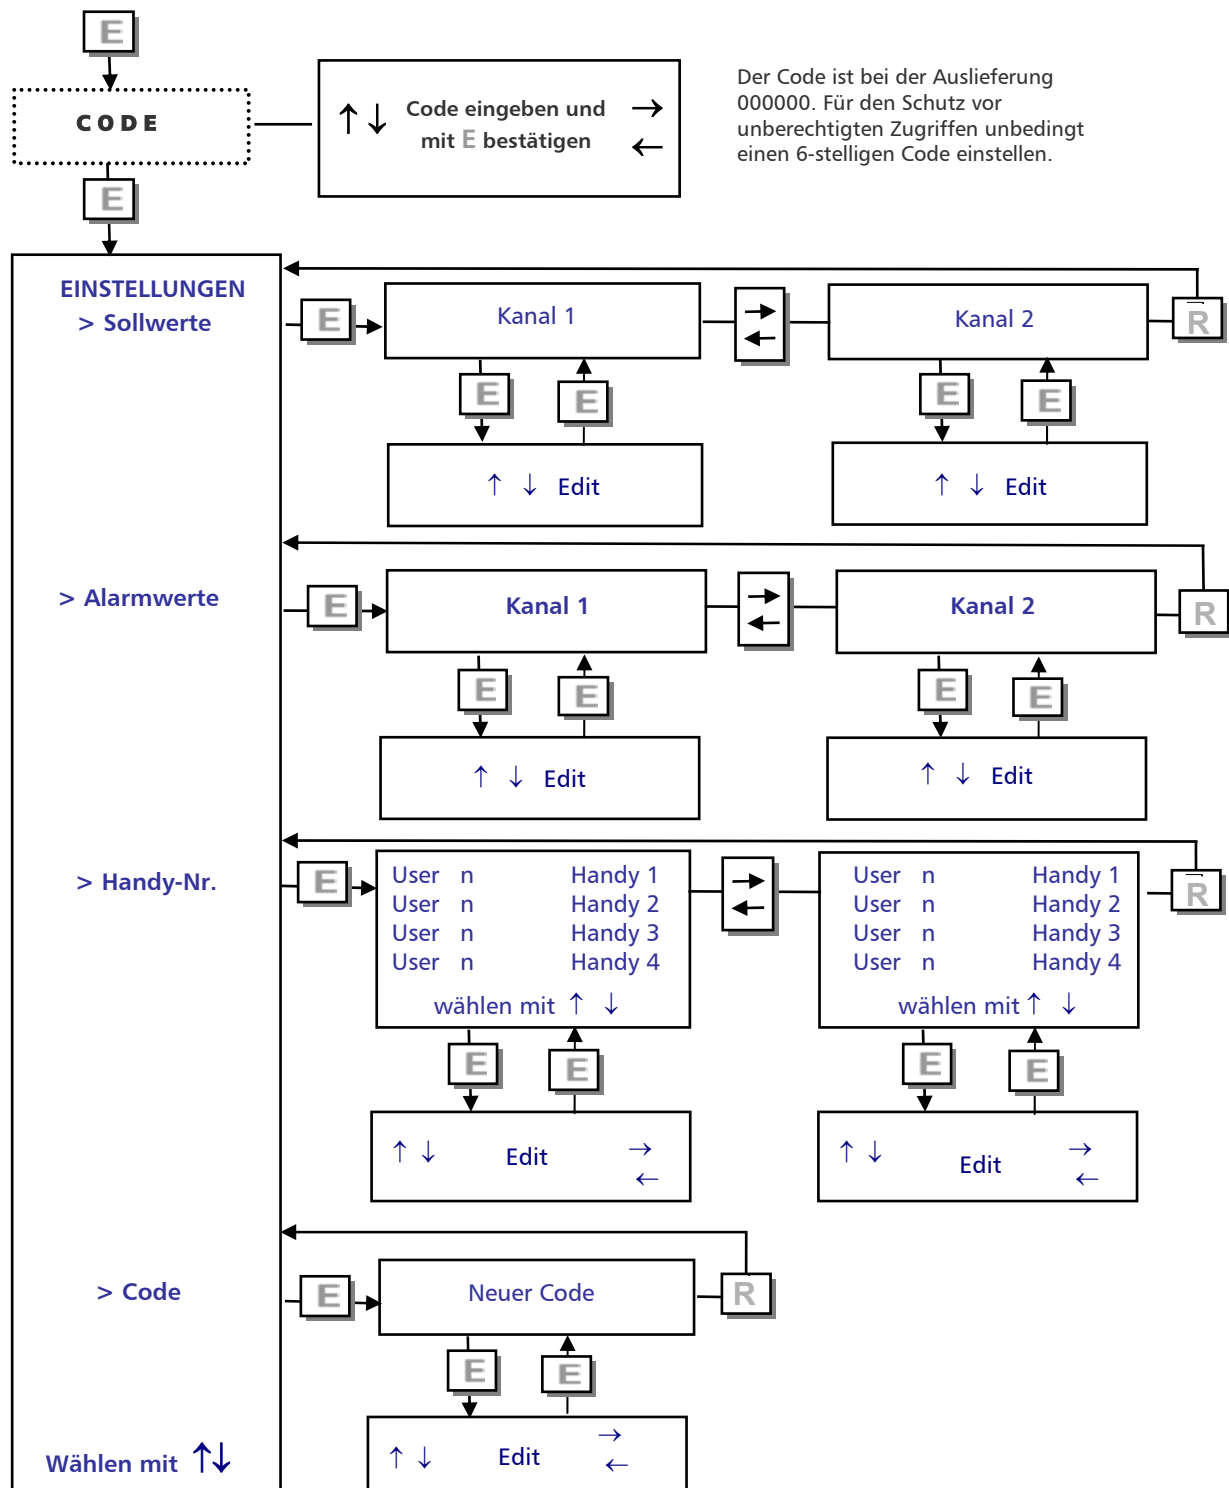 E
CODE
↑ ↓ Code eingeben und →
mit E bestätigen ←
Der Code ist bei der Auslieferung
000000. Für den Schutz vor
unberechtigten Zugriffen unbedingt
einen 6-stelligen Code einstellen.
E
EINSTELLUNGEN
> Sollwerte
E
Kanal 1
→
←
Kanal 2
R
E
E
E
E
↑ ↓ Edit
↑ ↓ Edit
> Alarmwerte
E
Kanal 1
→
←
Kanal 2
R
E
E
E
E
↑ ↓ Edit
↑ ↓ Edit
> Handy-Nr.
E
User n Handy 1
User n Handy 2
User n Handy 3
User n Handy 4
wählen mit ↑ ↓
→
←
User n Handy 1
User n Handy 2
User n Handy 3
User n Handy 4
wählen mit ↑ ↓
R
E
E
E
E
↑ ↓ Edit →
←
↑ ↓ Edit →
←
> Code
E
Neuer Code
R
E
E
↑ ↓ Edit →
←
Wählen mit ↑↓